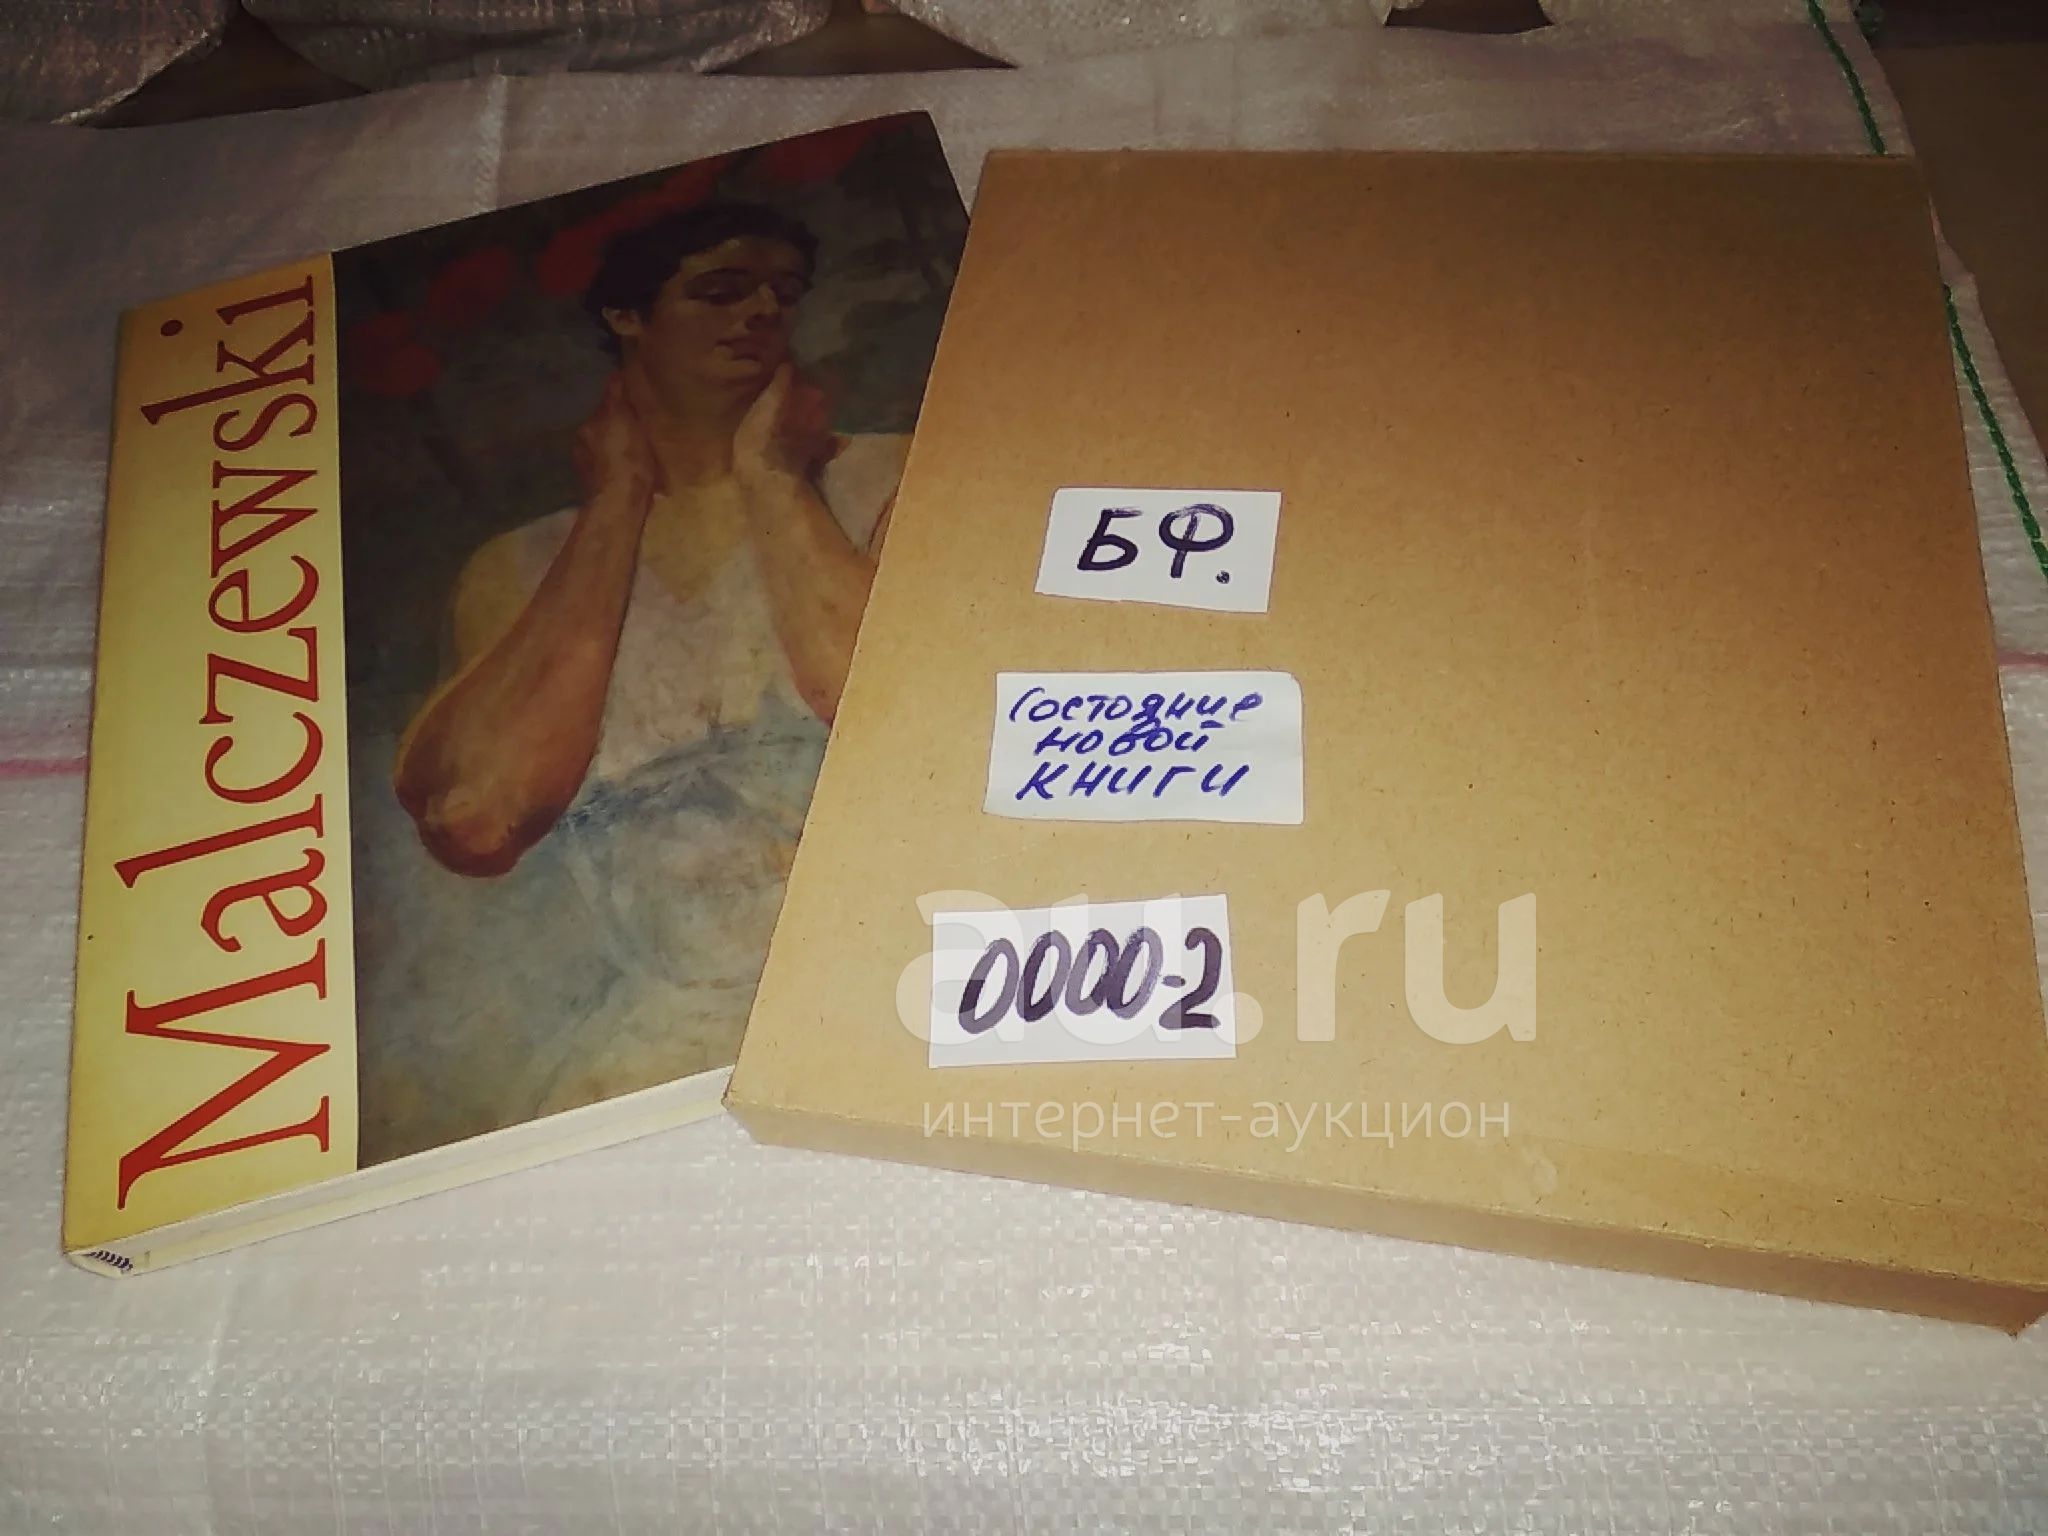 Malczewski
БФ.
Состояние
новой
книги
0000-2
au.ru
интернет-аукцион